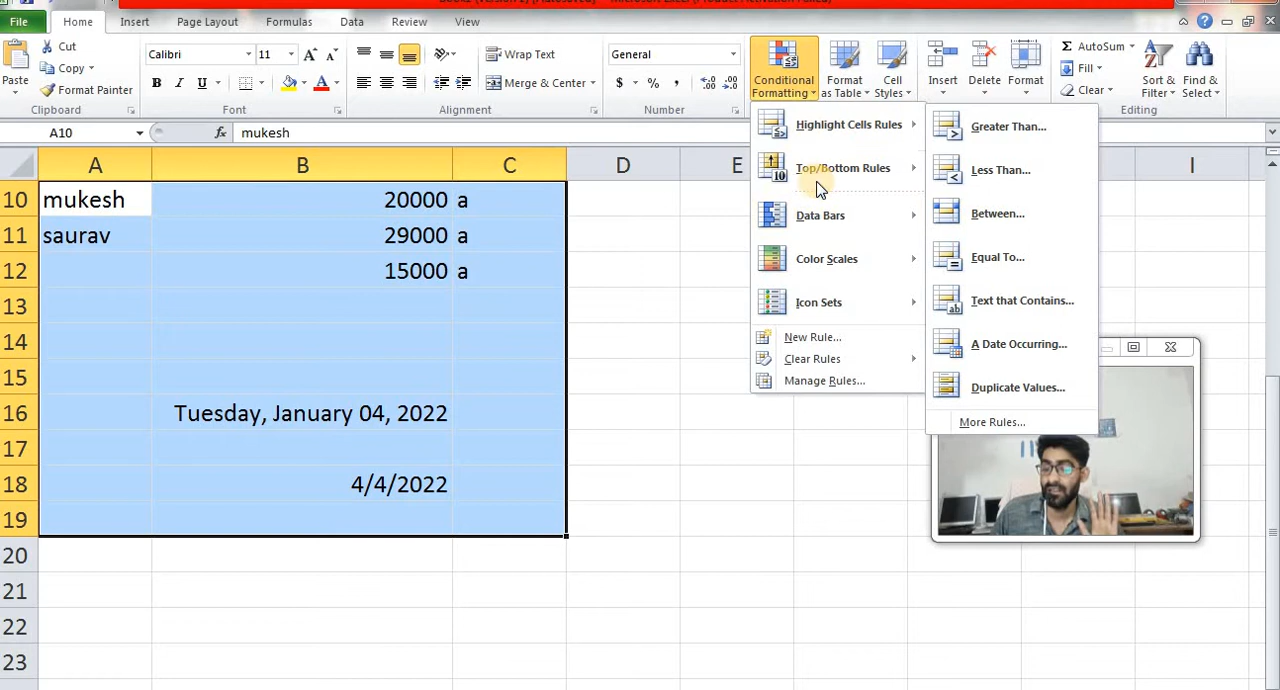 File Home Insert Page Layout Formulas Data Review View
Paste
Cut
Copy
Format Painter
Clipboard
Calibri 11 A A
B I U A
Font
Wrap Text
Merge & Center
Alignment
General
$ % , .00 .0
Number
Conditional Formatting
Format as Table
Cell Styles
Insert Delete Format
Σ AutoSum
Fill
Clear
Sort & Filter
Find & Select
Editing
A10 fx mukesh
A B C D E I
10 mukesh 20000 a
11 saurav 29000 a
12 15000 a
13
14
15
16 Tuesday, January 04, 2022
17
18 4/4/2022
19
20
21
22
23
Highlight Cells Rules
Top/Bottom Rules
Data Bars
Color Scales
Icon Sets
New Rule...
Clear Rules
Manage Rules...
Greater Than...
Less Than...
Between...
Equal To...
Text that Contains...
A Date Occurring...
Duplicate Values...
More Rules...